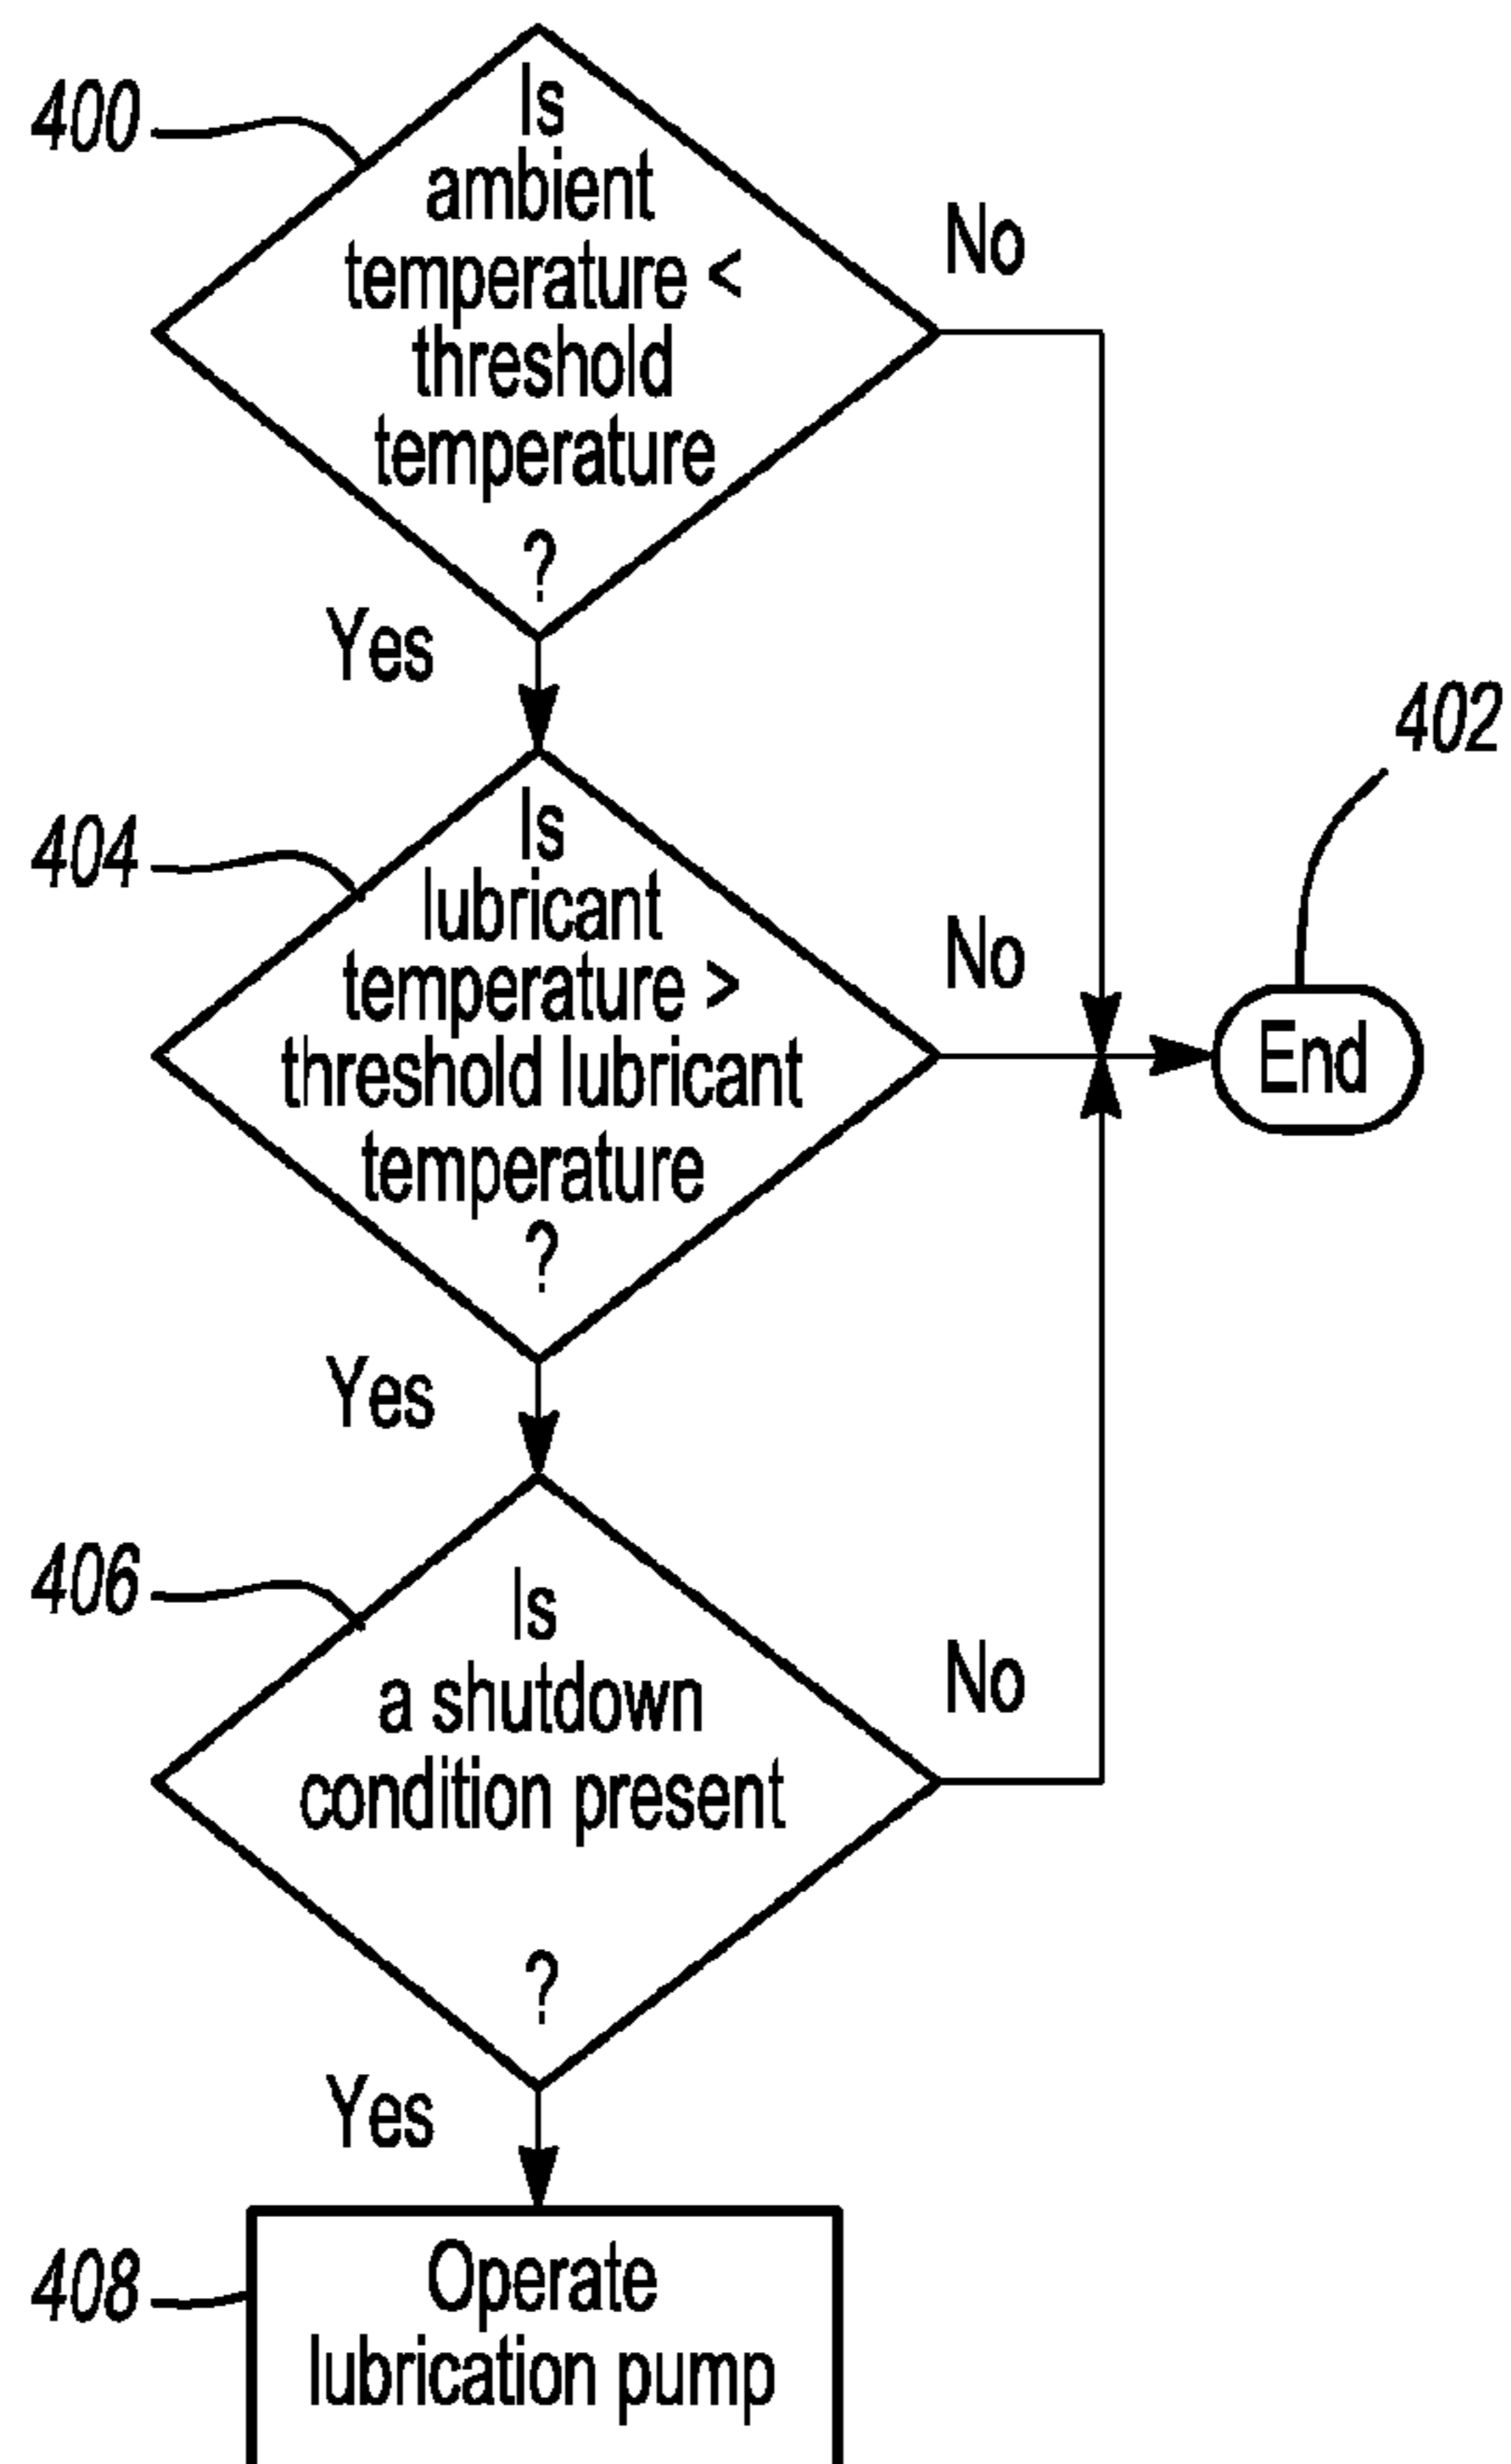 400
Is
ambient
temperature <
threshold
temperature
?
No
Yes
402
404
Is
lubricant
temperature >
threshold lubricant
temperature
?
No
End
Yes
406
Is
a shutdown
condition present
?
No
Yes
408
Operate
lubrication pump